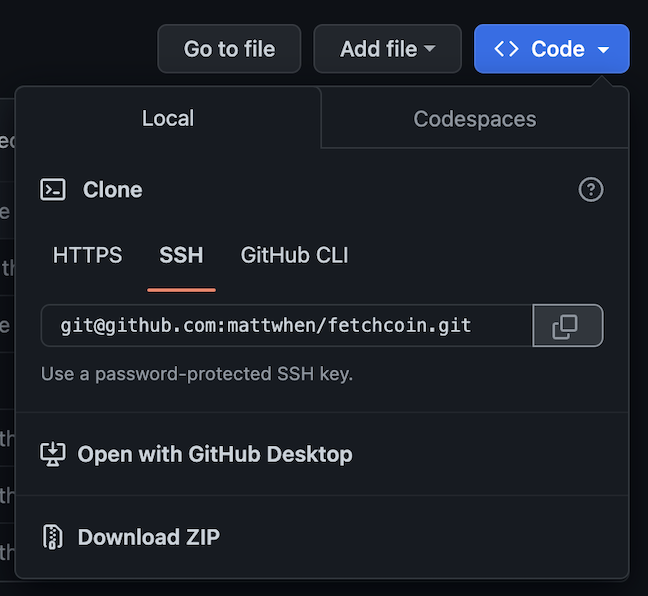 Go to file
Add file
Code
Local
Codespaces
Clone
HTTPS
SSH
GitHub CLI
git@github.com:mattwhen/fetchcoin.git
Use a password-protected SSH key.
Open with GitHub Desktop
Download ZIP